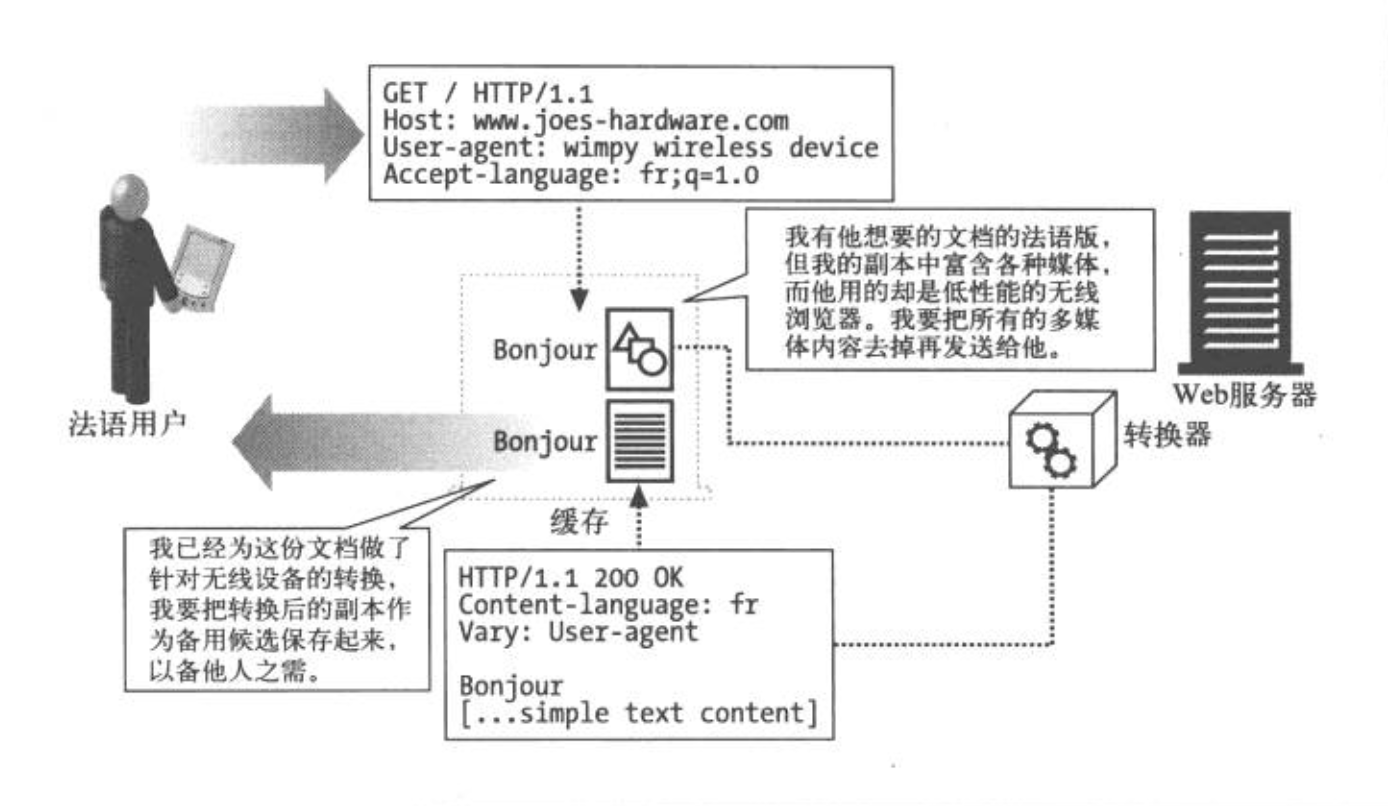 GET / HTTP/1.1
Host: www.joes-hardware.com
User-agent: wimpy wireless device
Accept-language: fr;q=1.0
我有他想要的文档的法语版，
但我的副本中富含各种媒体，
而他用的却是低性能的无线
浏览器。我要把所有的多媒
体内容去掉再发送给他。
Bonjour
Web服务器
法语用户
转换器
Bonjour
缓存
我已经为这份文档做了
针对无线设备的转换，
我要把转换后的副本作
为备用候选保存起来，
以备他人之需。
HTTP/1.1 200 OK
Content-language: fr
Vary: User-agent
Bonjour
[...simple text content]